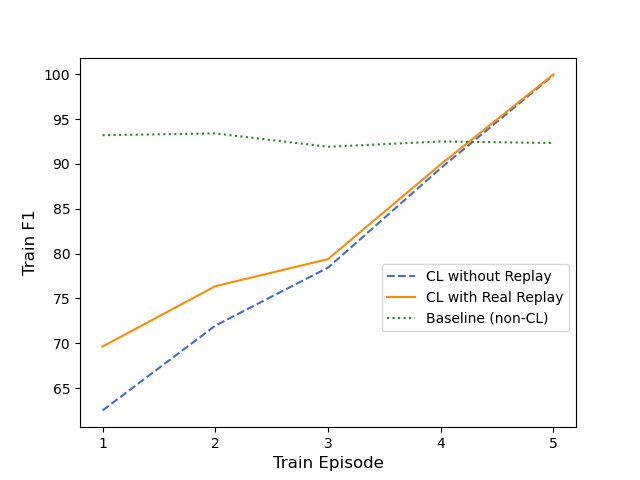 100
95
90
85
80
75
70
65
Train F1
CL without Replay
CL with Real Replay
Baseline (non-CL)
1 2 3 4 5
Train Episode